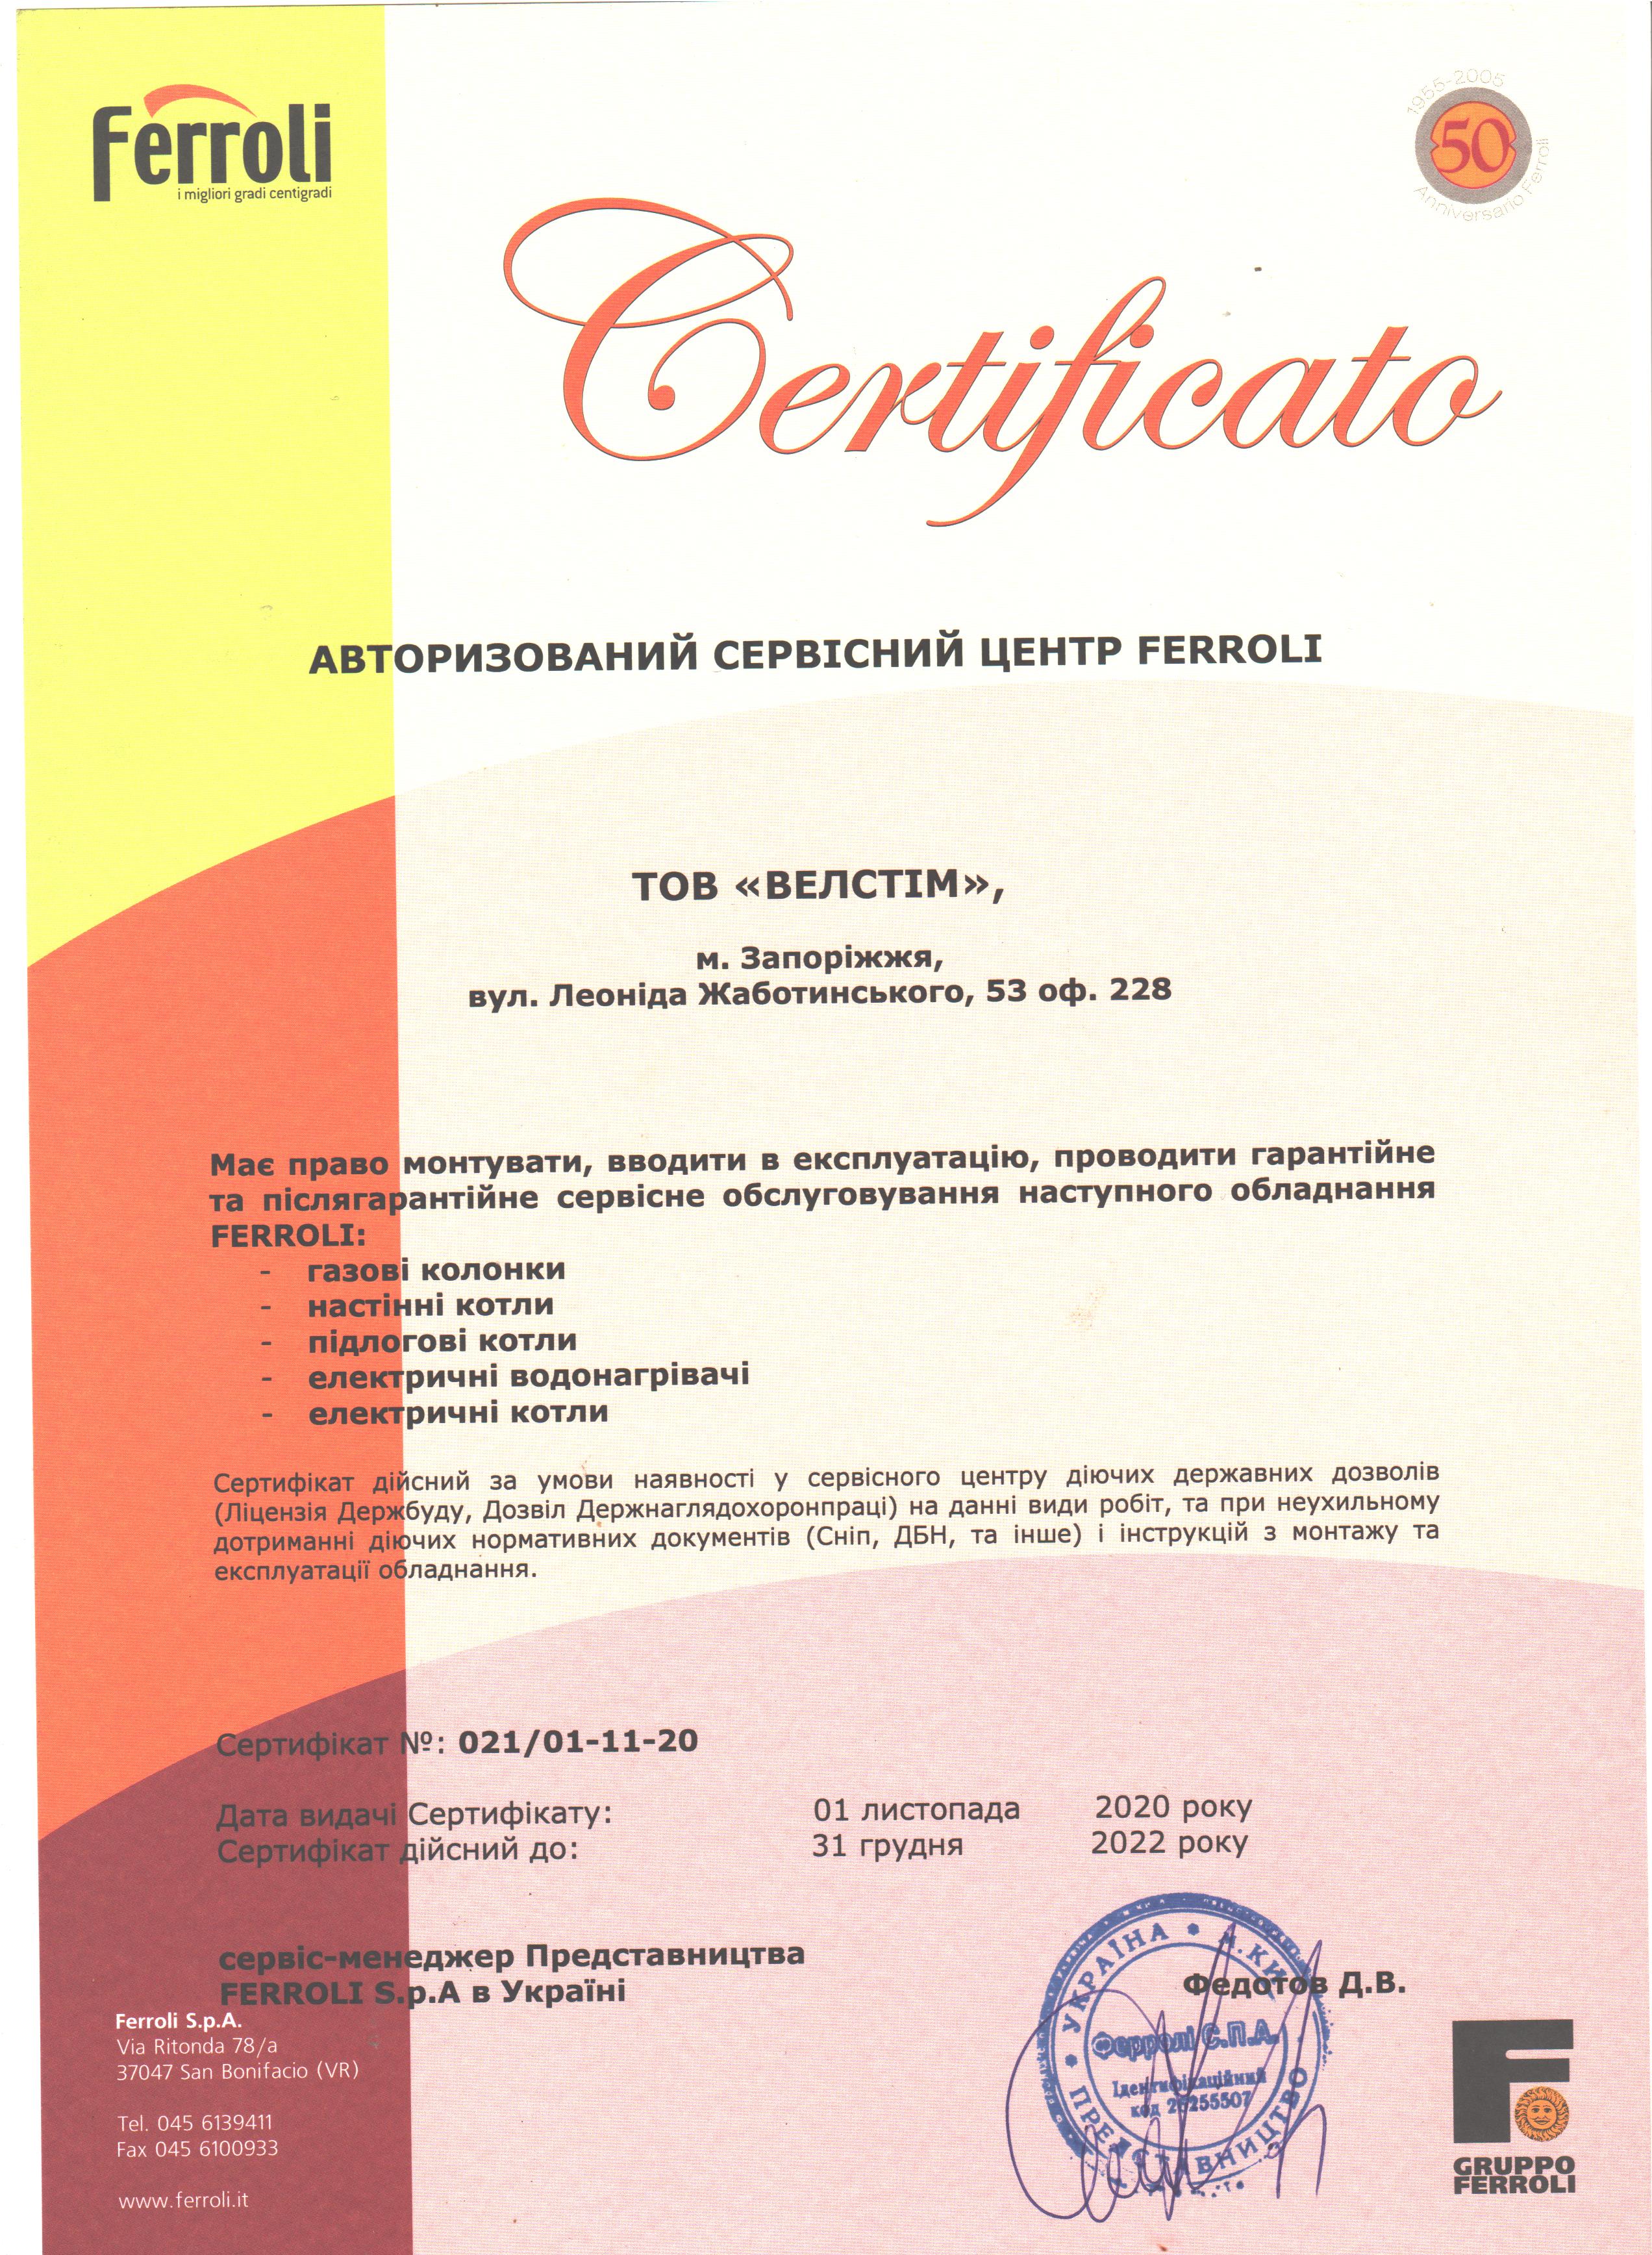 Ferroli
i migliori gradi centigradi
1955-2005
50
Anniversario Ferroli
Certificato
АВТОРИЗОВАНИЙ СЕРВІСНИЙ ЦЕНТР FERROLI
ТОВ «ВЕЛСТІМ»,
м. Запоріжжя,
вул. Леоніда Жаботинського, 53 оф. 228
Має право монтувати, вводити в експлуатацію, проводити гарантійне
та післягарантійне сервісне обслуговування наступного обладнання
FERROLI:
- газові колонки
- настінні котли
- підлогові котли
- електричні водонагрівачі
- електричні котли
Сертифікат дійсний за умови наявності у сервісного центру діючих державних дозволів
(Ліцензія Держбуду, Дозвіл Держнаглядохоронпраці) на данні види робіт, та при неухильному
дотриманні діючих нормативних документів (Сніп, ДБН, та інше) і інструкцій з монтажу та
експлуатації обладнання.
Сертифікат №: 021/01-11-20
Дата видачі Сертифікату: 01 листопада 2020 року
Сертифікат дійсний до: 31 грудня 2022 року
сервіс-менеджер Представництва
FERROLI S.p.A в Україні
Федотов Д.В.
УКРАЇНА
Ферролі С.П.А.
Ідентифікаційний
код 26255507
ПРЕДСТАВНИЦТВО
Ferroli S.p.A.
Via Ritonda 78/a
37047 San Bonifacio (VR)
Tel. 045 6139411
Fax 045 6100933
www.ferroli.it
GRUPPO
FERROLI